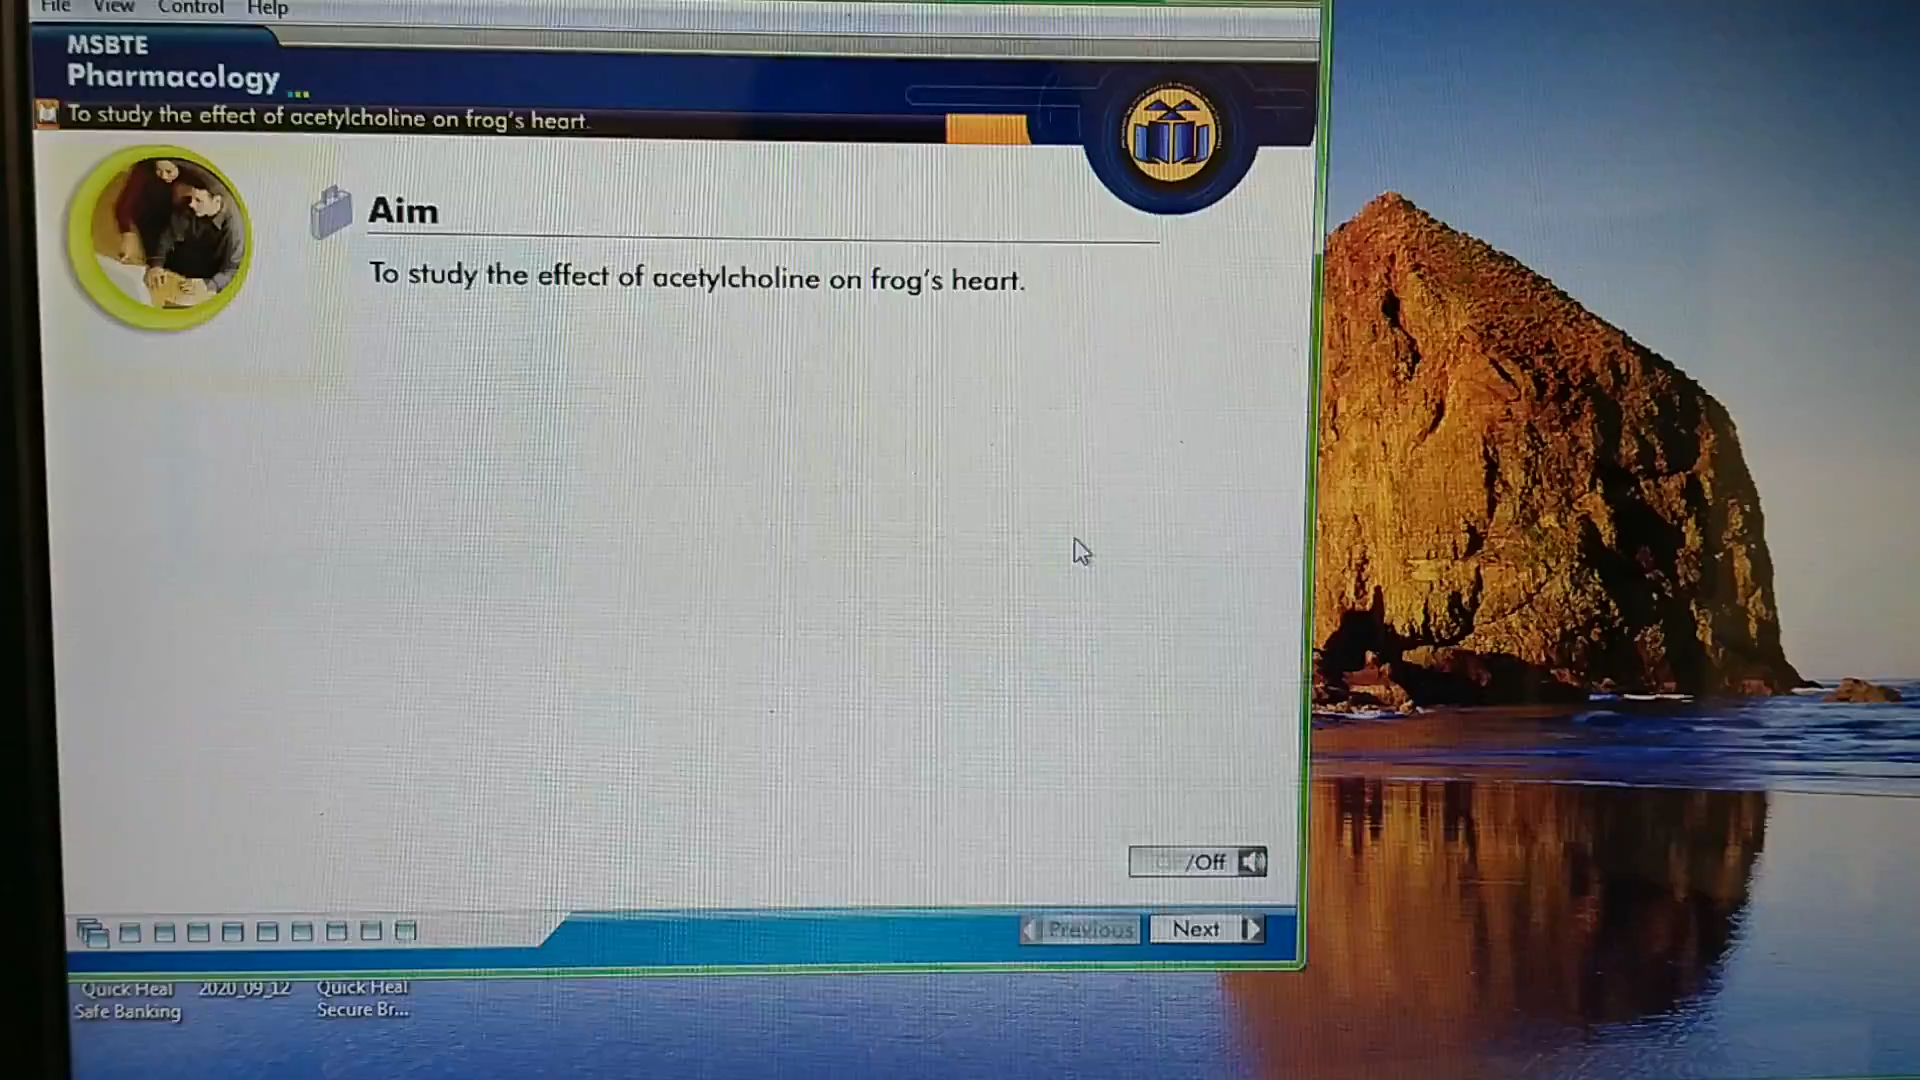 File View Control Help
MSBTE
Pharmacology
To study the effect of acetylcholine on frog's heart.
Aim
To study the effect of acetylcholine on frog's heart.
/Off
Previous Next
Quick Heal 2020_09_12 Quick Heal
Safe Banking Secure Br...